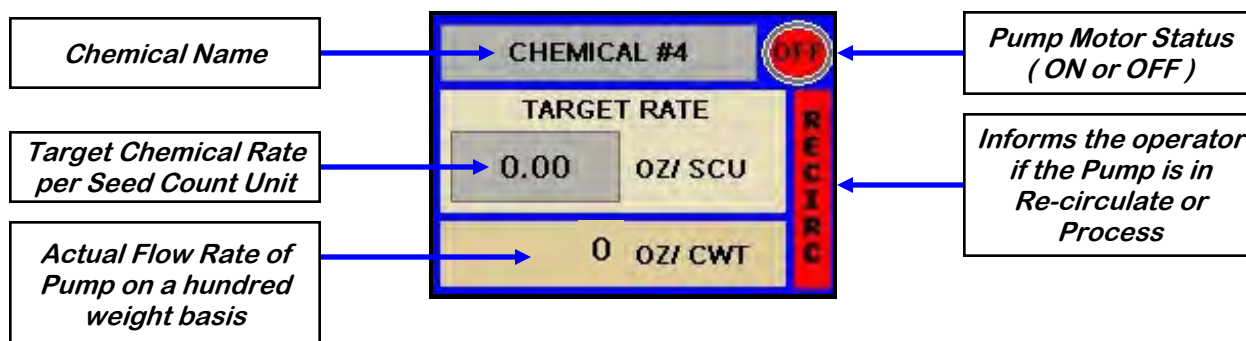 Chemical Name
Target Chemical Rate
per Seed Count Unit
Actual Flow Rate of
Pump on a hundred
weight basis
CHEMICAL #4
OFF
TARGET RATE
0.00 OZ/ SCU
0 OZ/ CWT
RECIRC
Pump Motor Status
( ON or OFF )
Informs the operator
if the Pump is in
Re-circulate or
Process